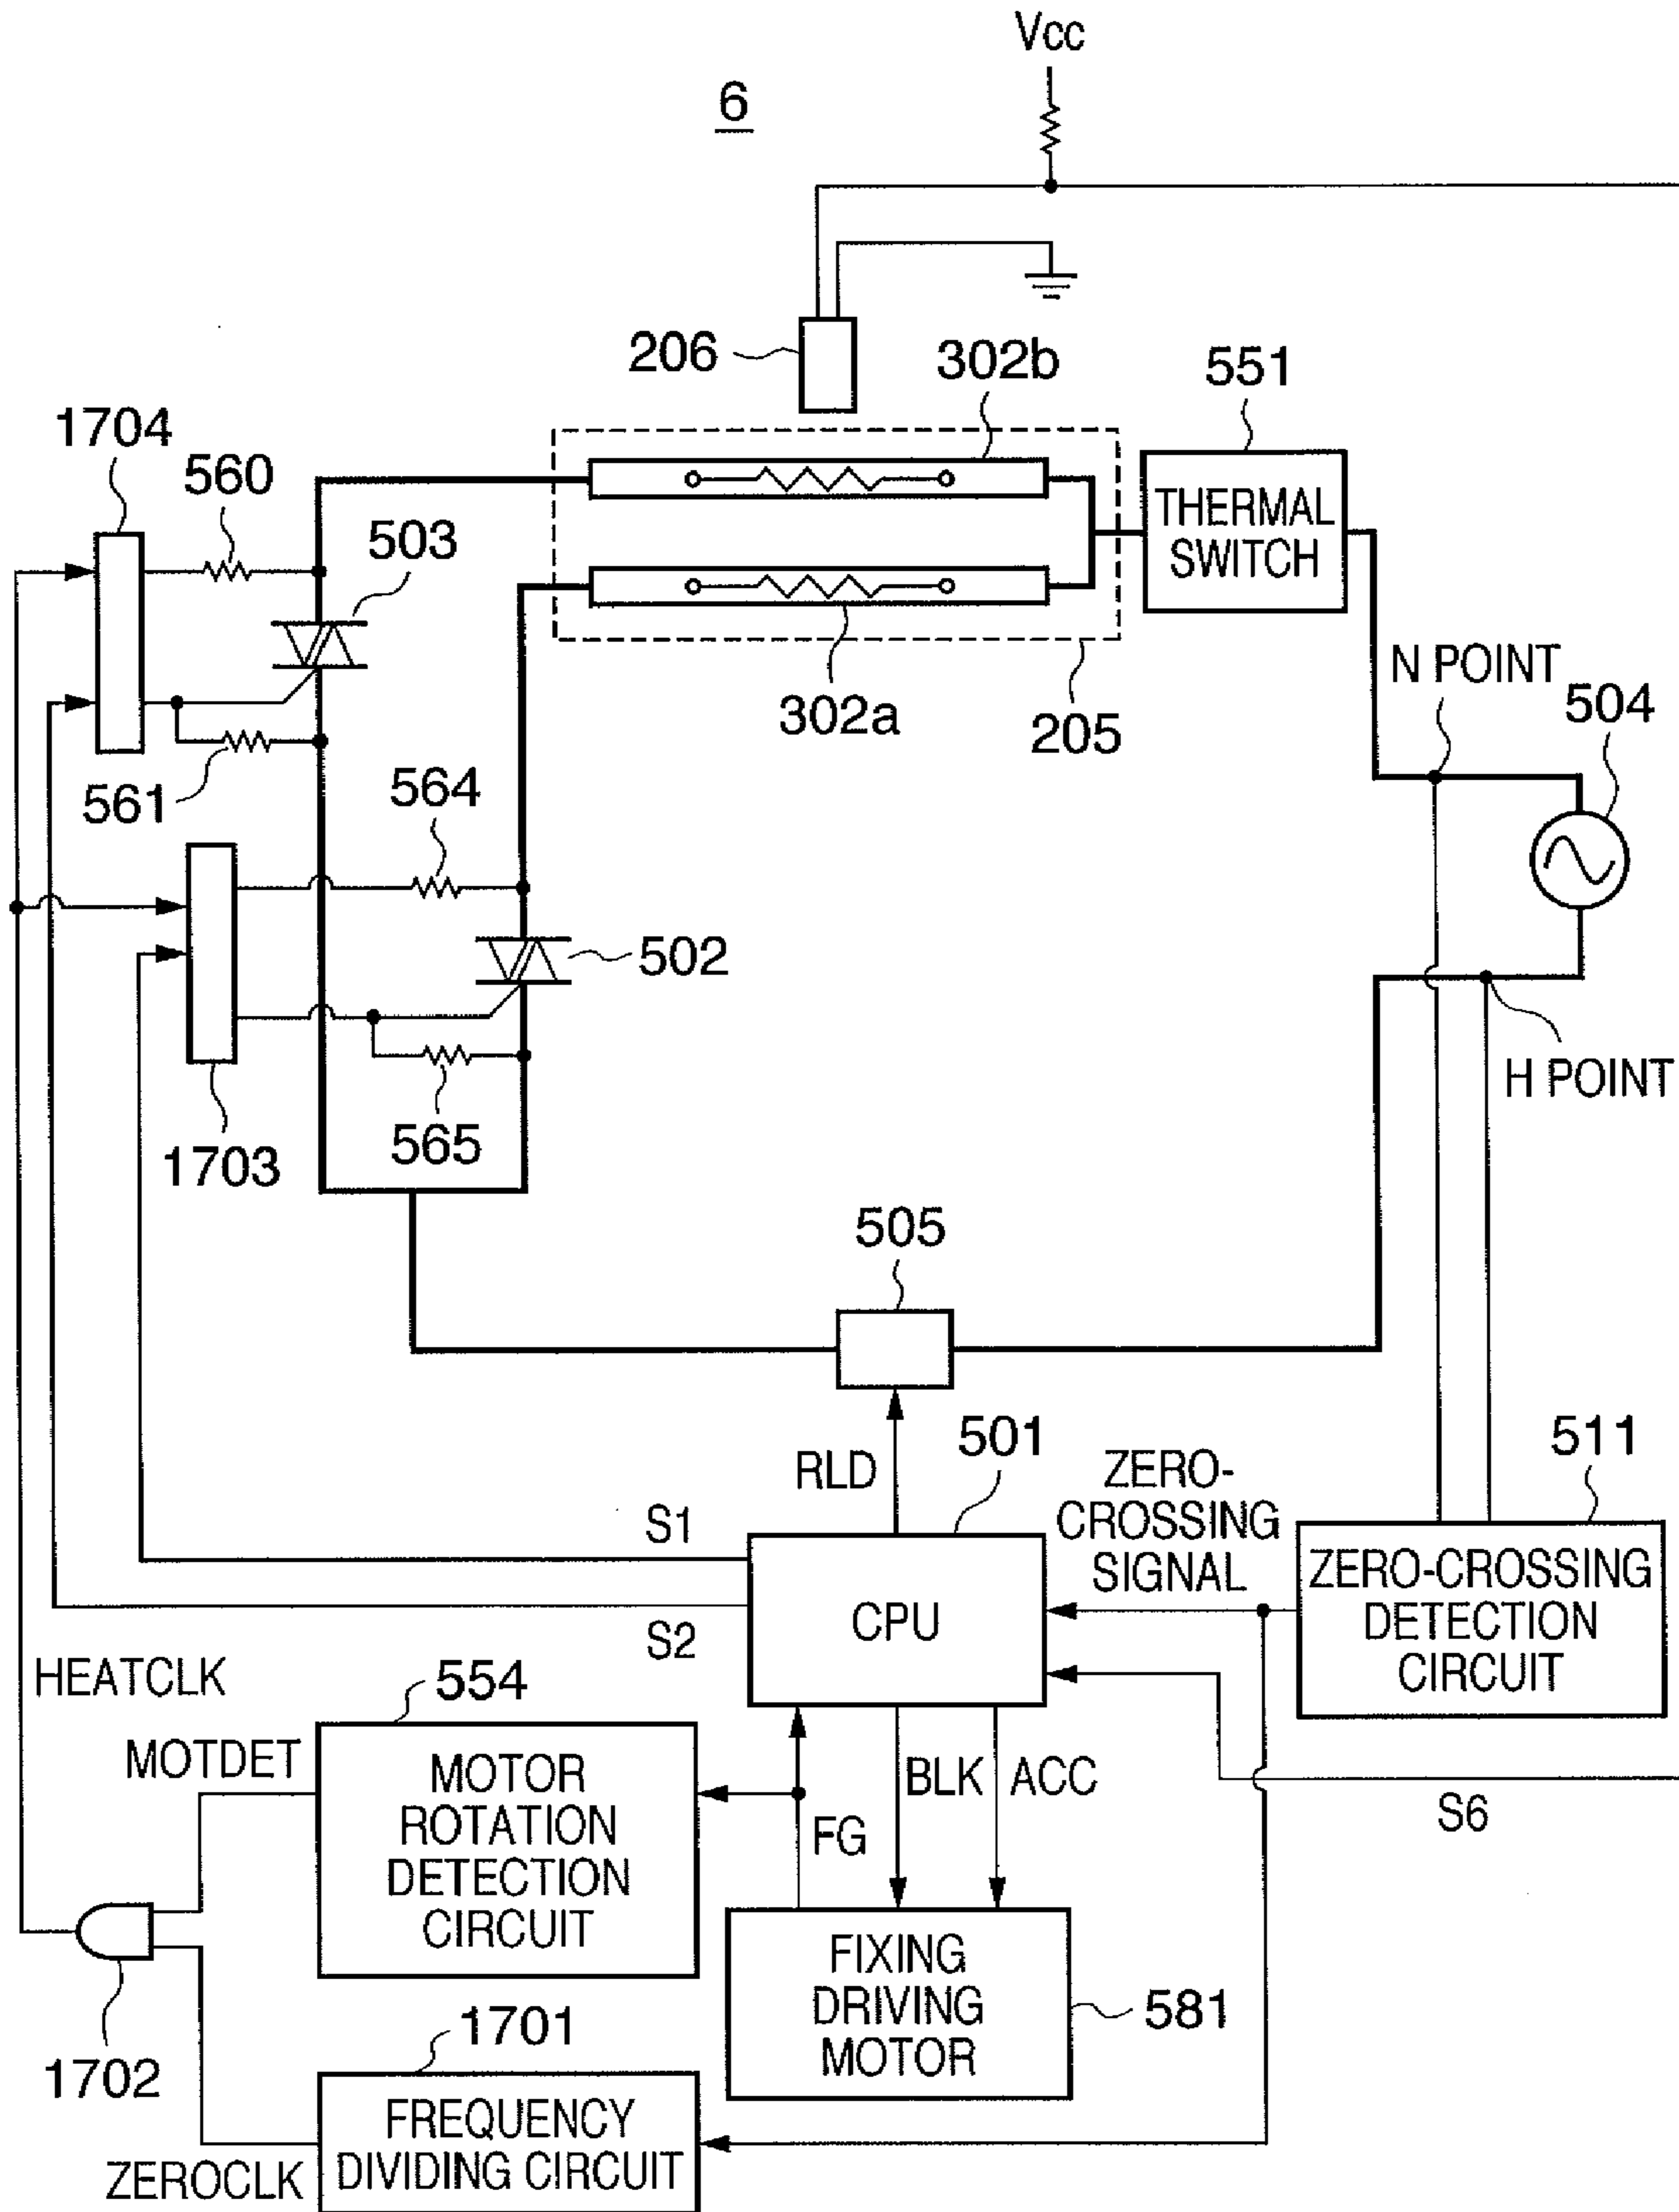 Vcc
6
206
302b
551
1704
560
503
THERMAL
SWITCH
302a
205
N POINT
504
561
564
502
H POINT
565
1703
505
RLD
501
ZERO-
CROSSING
SIGNAL
511
S1
CPU
ZERO-CROSSING
DETECTION
CIRCUIT
S2
HEATCLK
554
MOTDET
MOTOR
ROTATION
DETECTION
CIRCUIT
FG
BLK
ACC
S6
FIXING
DRIVING
MOTOR
581
1702
1701
FREQUENCY
DIVIDING CIRCUIT
ZEROCLK